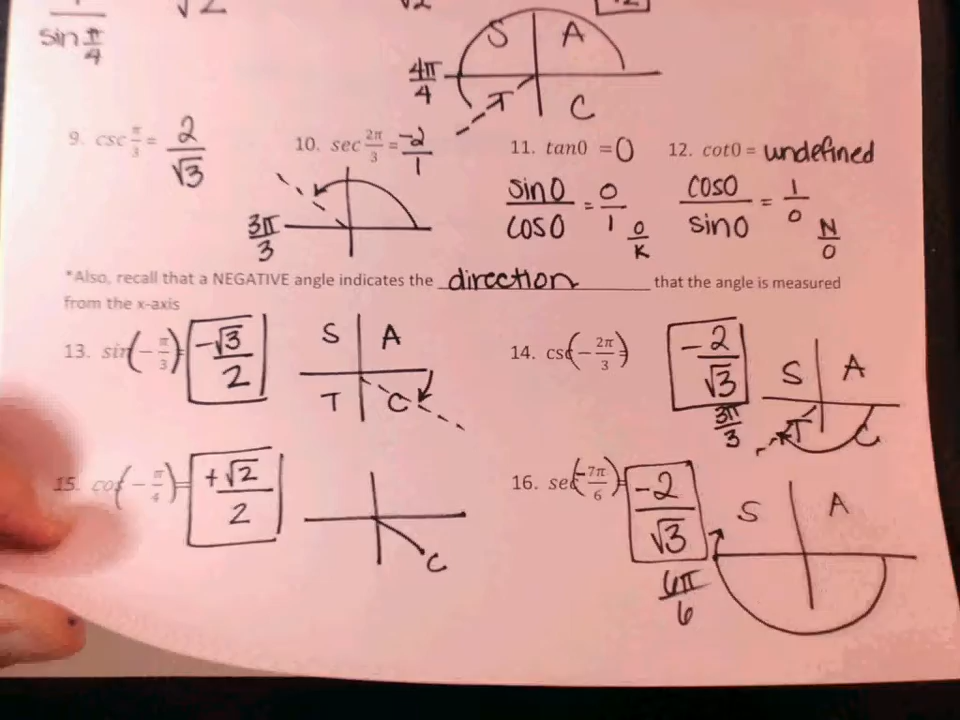 sin π/4
√2
√2
S A
4π/4
T C
9. csc π/3 = 2/√3
10. sec 2π/3 = -2/1
11. tan0 = 0
12. cot0 = undefined
3π/3
sin0/cos0 = 0/1 0/K
cos0/sin0 = 1/0 N/0
*Also, recall that a NEGATIVE angle indicates the direction that the angle is measured
from the x-axis
13. sin(-π/3)= -√3/2
S A
T C
14. csc(-2π/3)= -2/√3
S A
3π/3
T C
15. cos(-π/4)= +√2/2
C
16. sec(-7π/6)= -2/√3
S A
6π/6